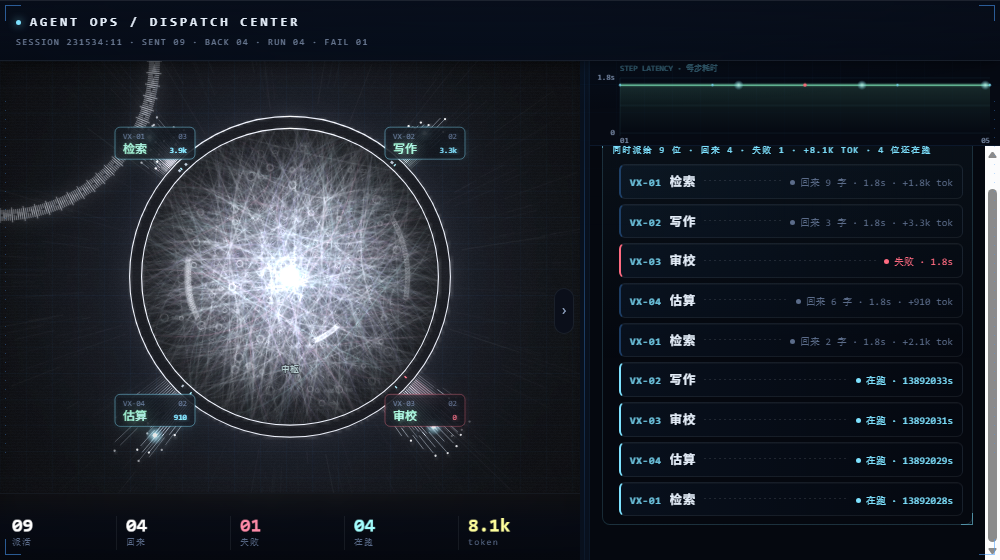 AGENT OPS / DISPATCH CENTER
SESSION 231534:11 · SENT 09 · BACK 04 · RUN 04 · FAIL 01
VX-01 03
检索 3.9k
VX-02 02
写作 3.3k
中枢
VX-04 02
估算 910
VX-03 02
审校 0
›
09
派活
04
回来
01
失败
04
在跑
8.1k
token
STEP LATENCY · 每步耗时
1.8s
0
01 05
同时派给 9 位 · 回来 4 · 失败 1 · +8.1K TOK · 4 位还在跑
VX-01 检索 回来 9 字 · 1.8s · +1.8k tok
VX-02 写作 回来 3 字 · 1.8s · +3.3k tok
VX-03 审校 失败 · 1.8s
VX-04 估算 回来 6 字 · 1.8s · +910 tok
VX-01 检索 回来 2 字 · 1.8s · +2.1k tok
VX-02 写作 在跑 · 13892033s
VX-03 审校 在跑 · 13892031s
VX-04 估算 在跑 · 13892029s
VX-01 检索 在跑 · 13892028s